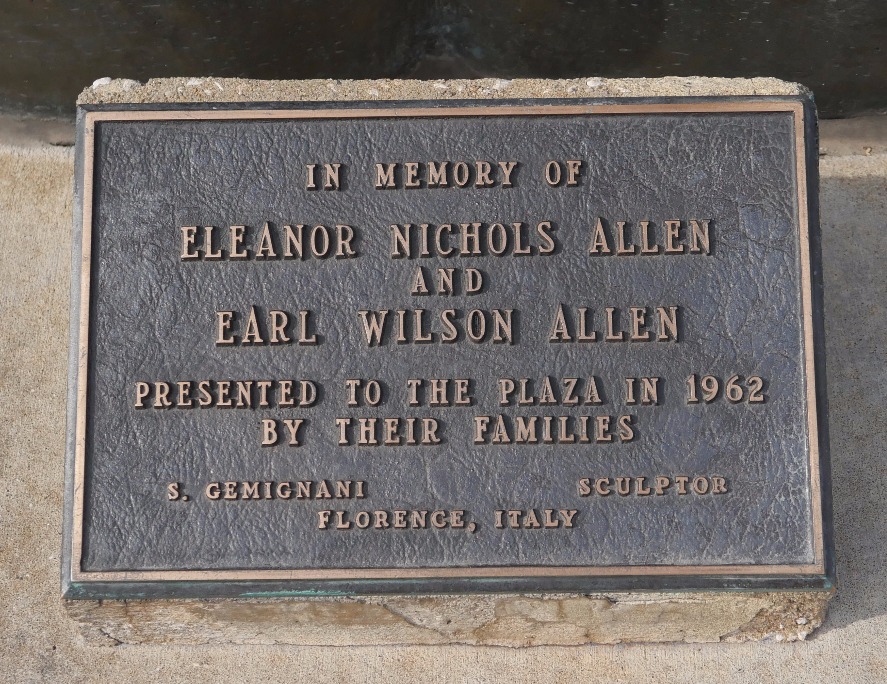 IN MEMORY OF
ELEANOR NICHOLS ALLEN
AND
EARL WILSON ALLEN
PRESENTED TO THE PLAZA IN 1962
BY THEIR FAMILIES
S. GEMIGNANI SCULPTOR
FLORENCE, ITALY